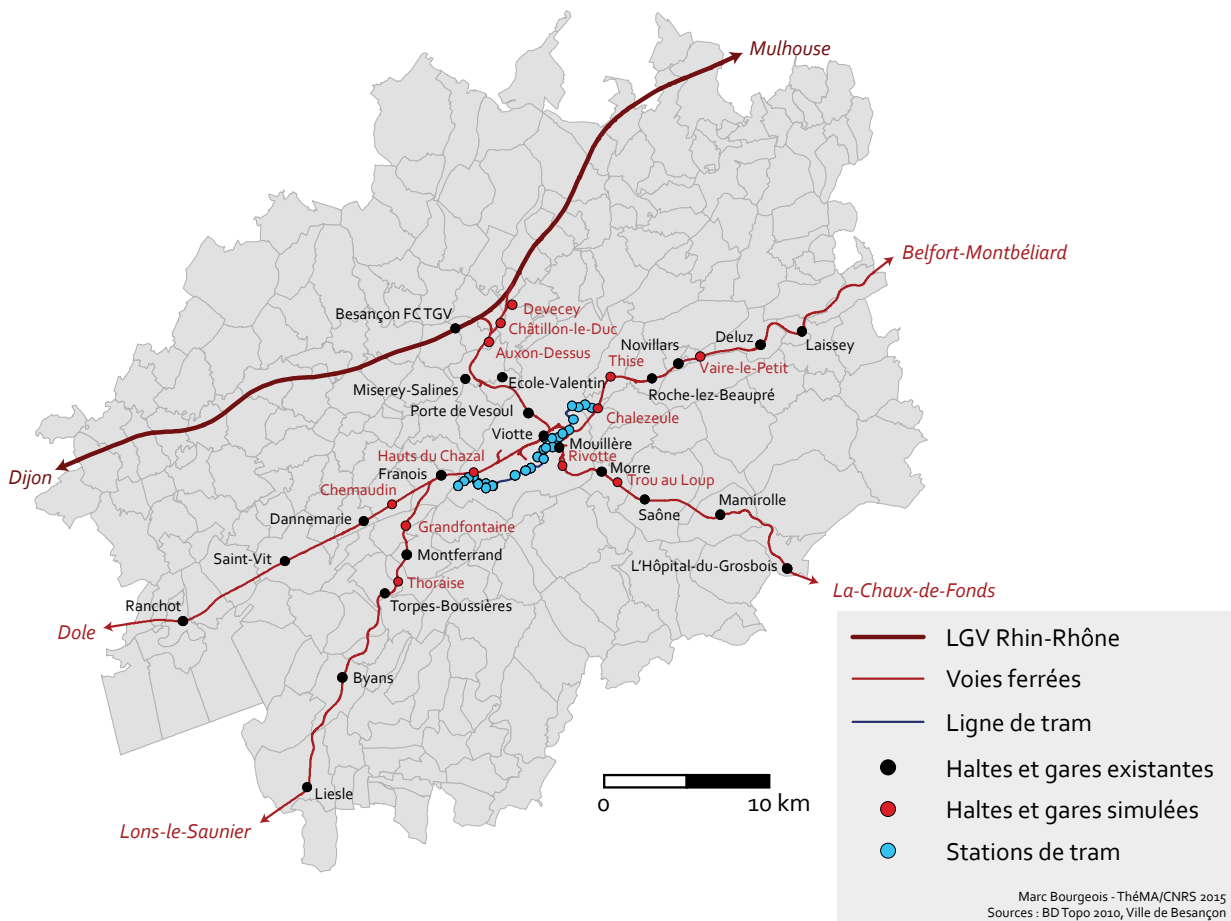 Mulhouse
Belfort-Montbéliard
Devecey
Besançon FC TGV
Châtillon-le-Duc
Auxon-Dessus
Novillars
Deluz
Laissey
Thise
Vaire-le-Petit
Miserey-Salines
Ecole-Valentin
Roche-lez-Beaupré
Porte de Vesoul
Chalezeule
Viotte
Mouillère
Hauts du Chazal
Rivotte
Dijon
Franois
Morre
Trou au Loup
Chemaudin
Mamirolle
Saône
Dannemarie
Grandfontaine
Montferrand
Saint-Vit
L'Hôpital-du-Grosbois
Thoraise
La-Chaux-de-Fonds
Ranchot
Torpes-Boussières
Dole
Byans
Liesle
Lons-le-Saunier
0 10 km
LGV Rhin-Rhône
Voies ferrées
Ligne de tram
Haltes et gares existantes
Haltes et gares simulées
Stations de tram
Marc Bourgeois - ThéMA/CNRS 2015
Sources : BD Topo 2010, Ville de Besançon